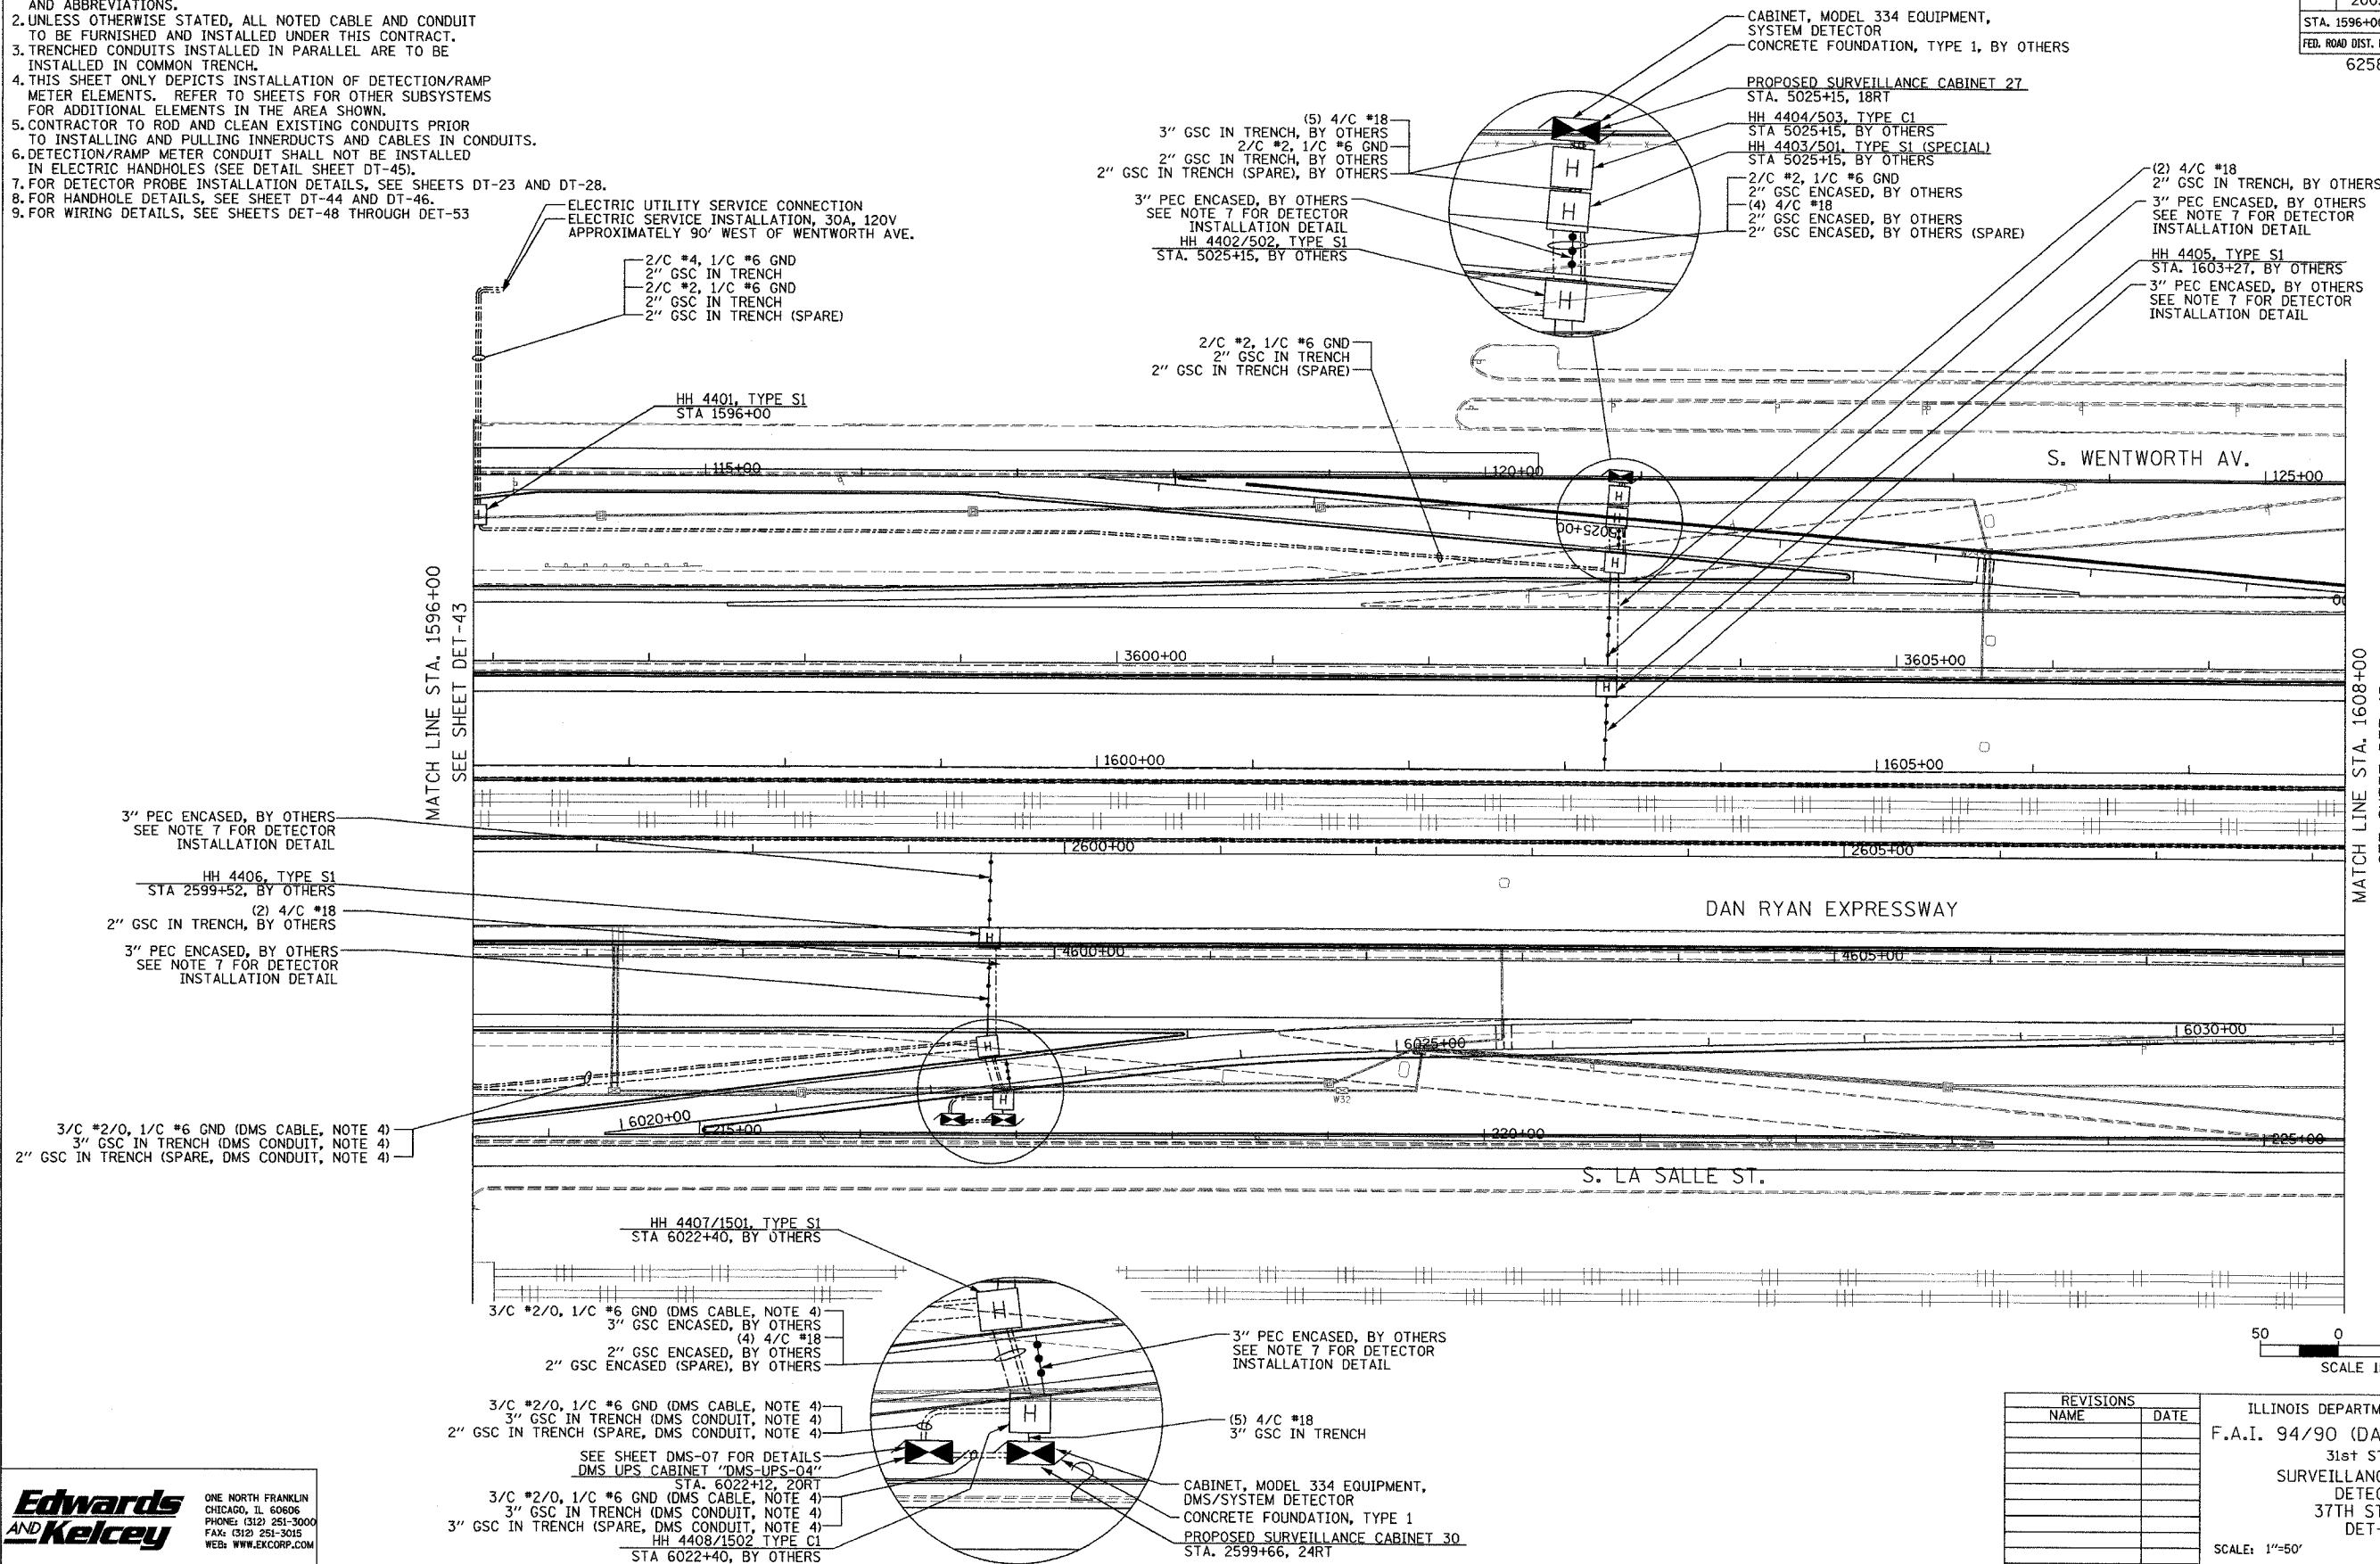 AND ABBREVIATIONS.
2. UNLESS OTHERWISE STATED, ALL NOTED CABLE AND CONDUIT
TO BE FURNISHED AND INSTALLED UNDER THIS CONTRACT.
3. TRENCHED CONDUITS INSTALLED IN PARALLEL ARE TO BE
INSTALLED IN COMMON TRENCH.
4. THIS SHEET ONLY DEPICTS INSTALLATION OF DETECTION/RAMP
METER ELEMENTS. REFER TO SHEETS FOR OTHER SUBSYSTEMS
FOR ADDITIONAL ELEMENTS IN THE AREA SHOWN.
5. CONTRACTOR TO ROD AND CLEAN EXISTING CONDUITS PRIOR
TO INSTALLING AND PULLING INNERDUCTS AND CABLES IN CONDUITS.
6. DETECTION/RAMP METER CONDUIT SHALL NOT BE INSTALLED
IN ELECTRIC HANDHOLES (SEE DETAIL SHEET DT-45).
7. FOR DETECTOR PROBE INSTALLATION DETAILS, SEE SHEETS DT-23 AND DT-28.
8. FOR HANDHOLE DETAILS, SEE SHEET DT-44 AND DT-46.
9. FOR WIRING DETAILS, SEE SHEETS DET-48 THROUGH DET-53
STA. 1596+00
FED. ROAD DIST.
6258
ELECTRIC UTILITY SERVICE CONNECTION
ELECTRIC SERVICE INSTALLATION, 30A, 120V
APPROXIMATELY 90' WEST OF WENTWORTH AVE.
2/C #4, 1/C #6 GND
2" GSC IN TRENCH
2/C #2, 1/C #6 GND
2" GSC IN TRENCH
2" GSC IN TRENCH (SPARE)
HH 4401, TYPE S1
STA 1596+00
CABINET, MODEL 334 EQUIPMENT,
SYSTEM DETECTOR
CONCRETE FOUNDATION, TYPE 1, BY OTHERS
PROPOSED SURVEILLANCE CABINET 27
STA. 5025+15, 18RT
HH 4404/503, TYPE C1
STA 5025+15, BY OTHERS
HH 4403/501, TYPE S1 (SPECIAL)
STA 5025+15, BY OTHERS
2/C #2, 1/C #6 GND
2" GSC ENCASED, BY OTHERS
(4) 4/C #18
2" GSC ENCASED, BY OTHERS
2" GSC ENCASED, BY OTHERS (SPARE)
(5) 4/C #18
3" GSC IN TRENCH, BY OTHERS
2/C #2, 1/C #6 GND
2" GSC IN TRENCH, BY OTHERS
2" GSC IN TRENCH (SPARE), BY OTHERS
3" PEC ENCASED, BY OTHERS
SEE NOTE 7 FOR DETECTOR
INSTALLATION DETAIL
HH 4402/502, TYPE S1
STA. 5025+15, BY OTHERS
H
H
H
2/C #2, 1/C #6 GND
2" GSC IN TRENCH
2" GSC IN TRENCH (SPARE)
(2) 4/C #18
2" GSC IN TRENCH, BY OTHERS
3" PEC ENCASED, BY OTHERS
SEE NOTE 7 FOR DETECTOR
INSTALLATION DETAIL
HH 4405, TYPE S1
STA. 1603+27, BY OTHERS
3" PEC ENCASED, BY OTHERS
SEE NOTE 7 FOR DETECTOR
INSTALLATION DETAIL
115+00
120+00
S. WENTWORTH AV.
125+00
H
H
H
5025+00
H
MATCH LINE STA. 1596+00
SEE SHEET DET-43
3600+00
3605+00
H
1600+00
1605+00
MATCH LINE STA. 1608+00
3" PEC ENCASED, BY OTHERS
SEE NOTE 7 FOR DETECTOR
INSTALLATION DETAIL
HH 4406, TYPE S1
STA 2599+52, BY OTHERS
(2) 4/C #18
2" GSC IN TRENCH, BY OTHERS
3" PEC ENCASED, BY OTHERS
SEE NOTE 7 FOR DETECTOR
INSTALLATION DETAIL
2600+00
2605+00
DAN RYAN EXPRESSWAY
H
4600+00
4605+00
6030+00
H
6025+00
W32
H
6020+00
215+00
220+00
225+00
3/C #2/0, 1/C #6 GND (DMS CABLE, NOTE 4)
3" GSC IN TRENCH (DMS CONDUIT, NOTE 4)
2" GSC IN TRENCH (SPARE, DMS CONDUIT, NOTE 4)
S. LA SALLE ST.
HH 4407/1501, TYPE S1
STA 6022+40, BY OTHERS
3/C #2/0, 1/C #6 GND (DMS CABLE, NOTE 4)
3" GSC ENCASED, BY OTHERS
(4) 4/C #18
2" GSC ENCASED, BY OTHERS
2" GSC ENCASED (SPARE), BY OTHERS
3/C #2/0, 1/C #6 GND (DMS CABLE, NOTE 4)
3" GSC IN TRENCH (DMS CONDUIT, NOTE 4)
2" GSC IN TRENCH (SPARE, DMS CONDUIT, NOTE 4)
SEE SHEET DMS-07 FOR DETAILS
DMS UPS CABINET "DMS-UPS-04"
STA. 6022+12, 20RT
3/C #2/0, 1/C #6 GND (DMS CABLE, NOTE 4)
3" GSC IN TRENCH (DMS CONDUIT, NOTE 4)
3" GSC IN TRENCH (SPARE, DMS CONDUIT, NOTE 4)
HH 4408/1502 TYPE C1
STA 6022+40, BY OTHERS
H
H
3" PEC ENCASED, BY OTHERS
SEE NOTE 7 FOR DETECTOR
INSTALLATION DETAIL
(5) 4/C #18
3" GSC IN TRENCH
CABINET, MODEL 334 EQUIPMENT,
DMS/SYSTEM DETECTOR
CONCRETE FOUNDATION, TYPE 1
PROPOSED SURVEILLANCE CABINET 30
STA. 2599+66, 24RT
50 0
SCALE
REVISIONS
NAME DATE
ILLINOIS
F.A.I. 94/90
31st
37TH
SCALE: 1"=50'
Edwards
AND Kelcey
ONE NORTH FRANKLIN
CHICAGO, IL 60606
PHONE: (312) 251-3000
FAX: (312) 251-3015
WEB: WWW.EKCORP.COM